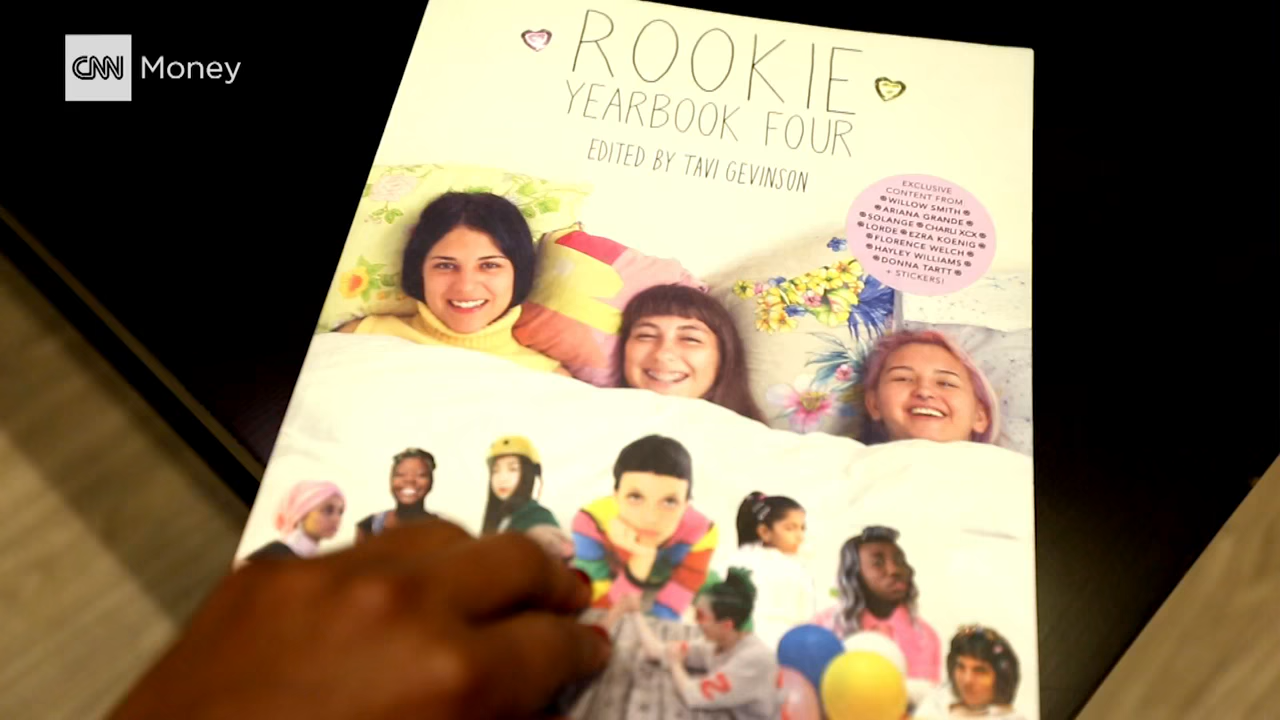 CNN Money
ROOKIE
YEARBOOK FOUR
EDITED BY TAVI GEVINSON
EXCLUSIVE
CONTENT FROM
WILLOW SMITH
ARIANA GRANDE
SOLANGE CHARLI XCX
LORDE EZRA KOENIG
FLORENCE WELCH
HAYLEY WILLIAMS
DONNA TARTT
+ STICKERS!
2